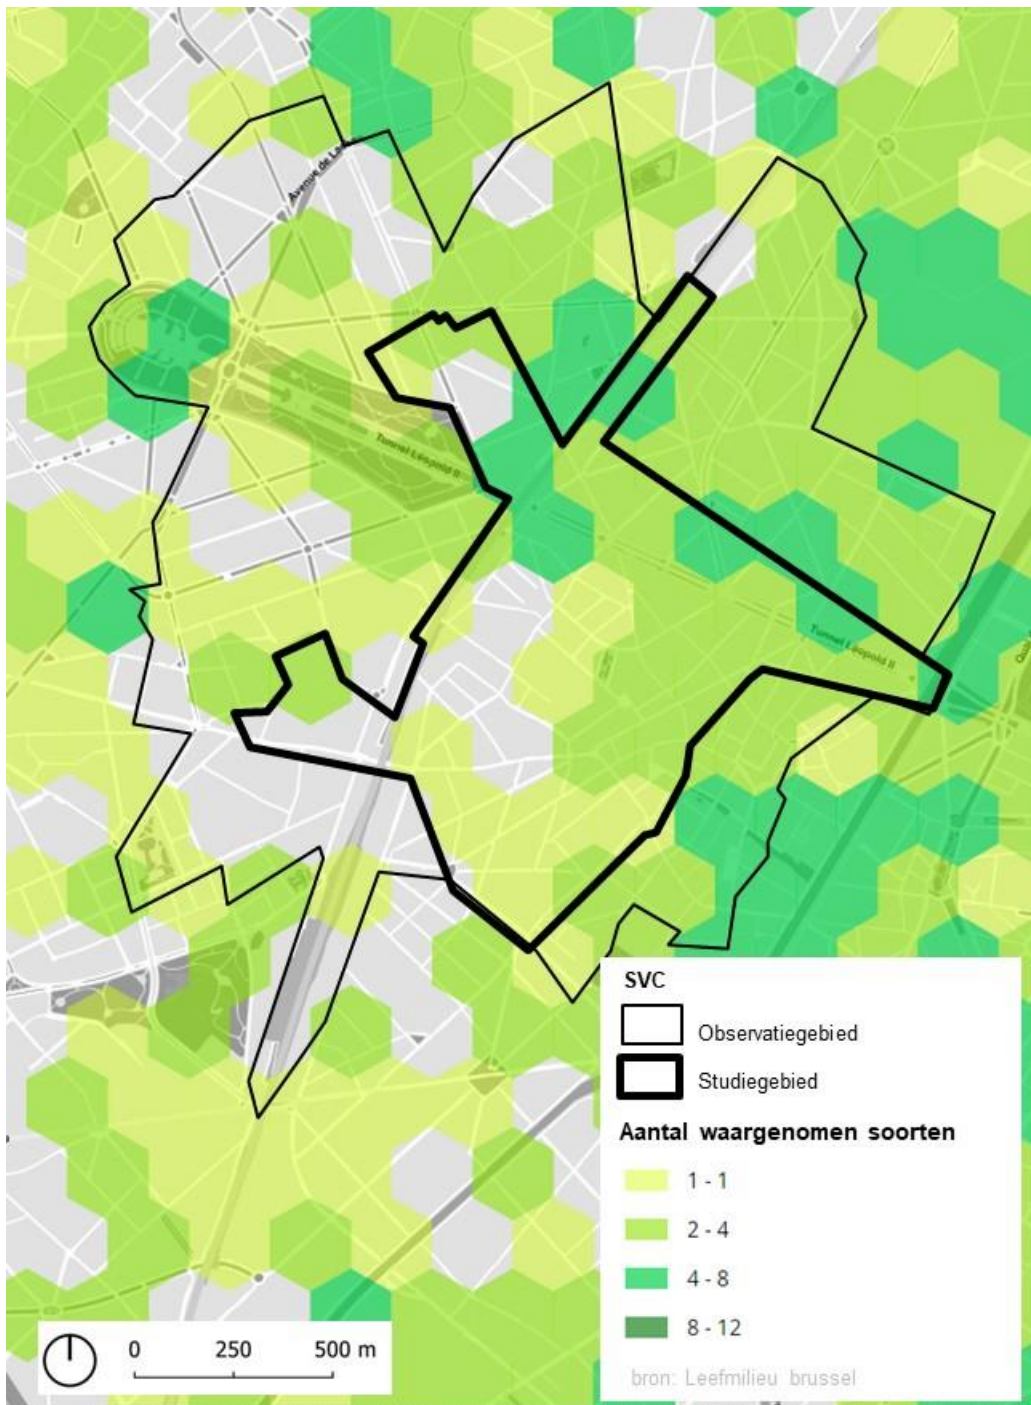 Avenue de La
Tunnel Léopold II
Tunnel Léopold II
Quai
SVC
Observatiegebied
Studiegebied
Aantal waargenomen soorten
1 - 1
2 - 4
4 - 8
8 - 12
bron: Leefmilieu brussel
0 250 500 m